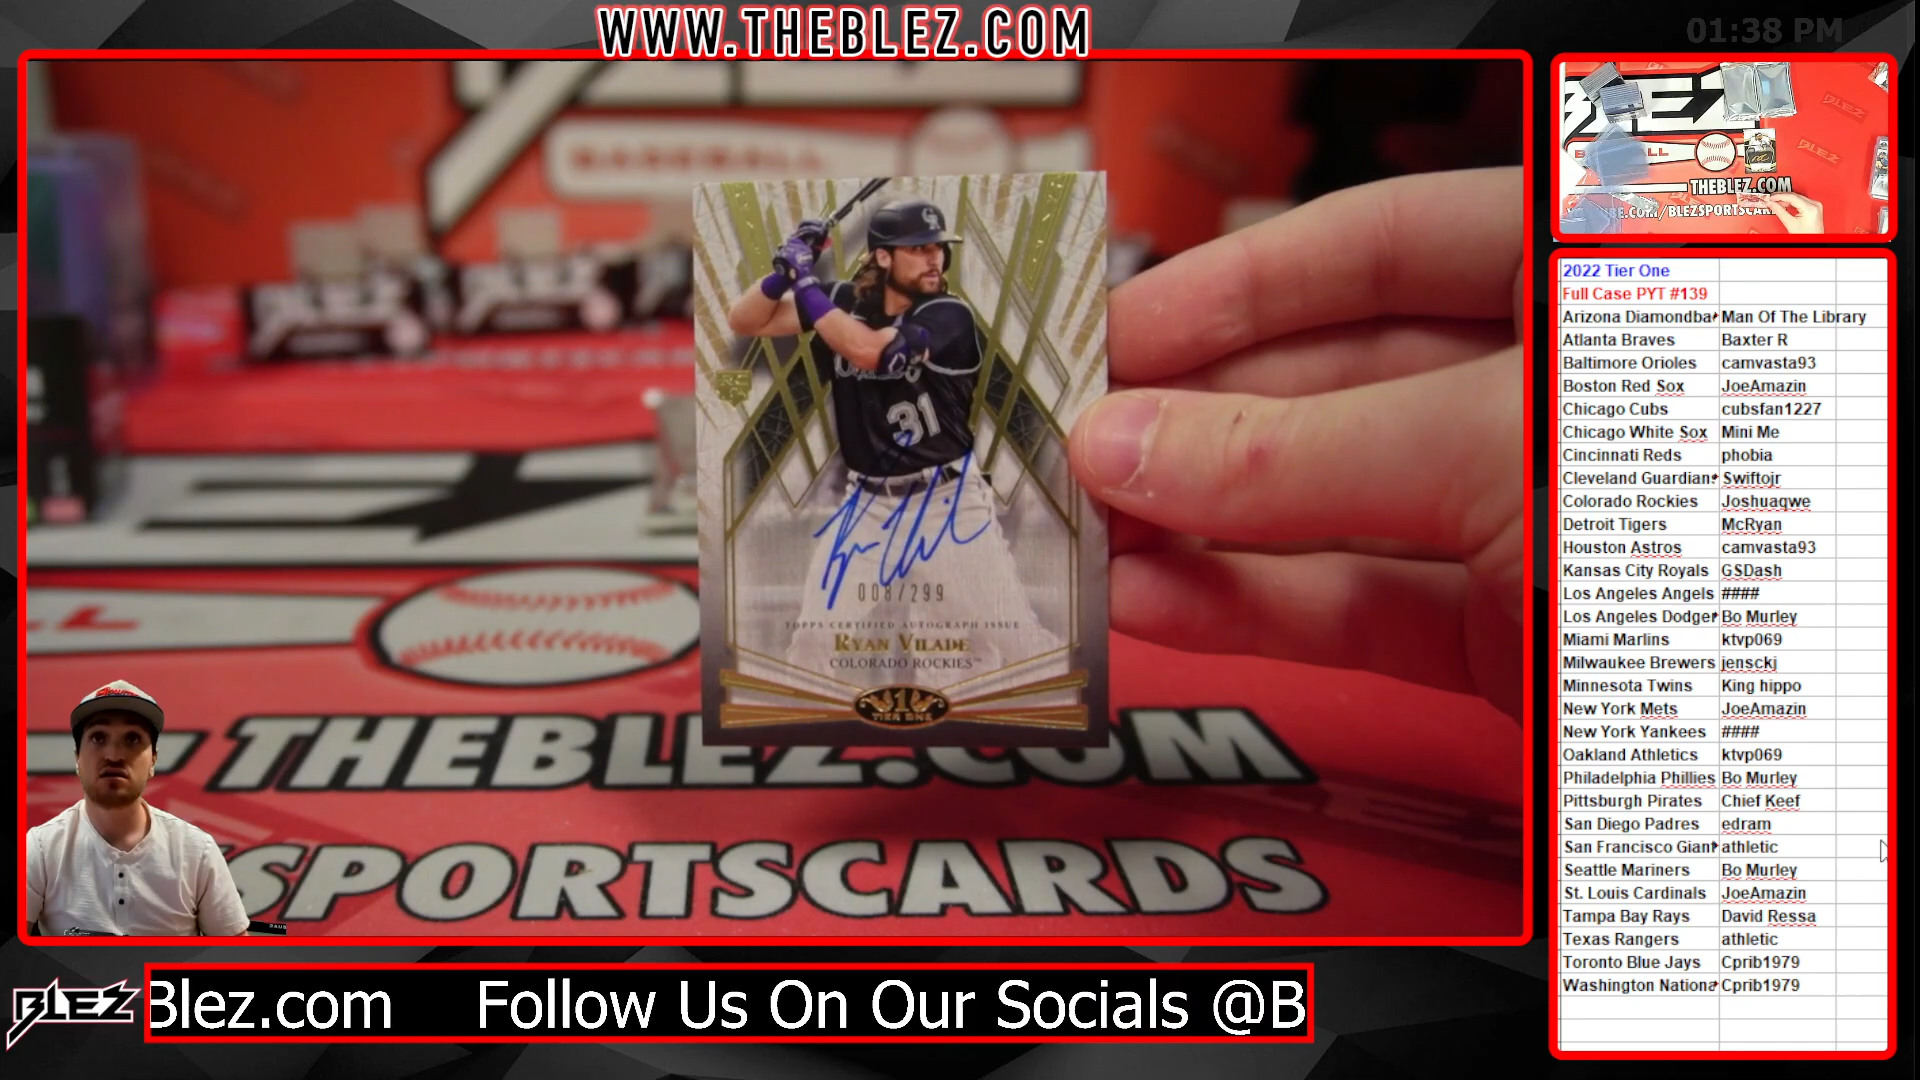 WWW.THEBLEZ.COM
01:38 PM
BASEBALL
31
008/299
TOPPS CERTIFIED AUTOGRAPH ISSUE
RYAN VILADE
COLORADO ROCKIES™
1
TIER ONE
THEBLEZ.COM
SPORTSCARDS
BLEZ
Blez.com Follow Us On Our Socials @B
BLEZ
BLEZ
THEBLEZ.COM
2022 Tier One
Full Case PYT #139
Arizona Diamondba Man Of The Library
Atlanta Braves Baxter R
Baltimore Orioles camvasta93
Boston Red Sox JoeAmazin
Chicago Cubs cubsfan1227
Chicago White Sox Mini Me
Cincinnati Reds phobia
Cleveland Guardian Swiftojr
Colorado Rockies Joshuaqwe
Detroit Tigers McRyan
Houston Astros camvasta93
Kansas City Royals GSDash
Los Angeles Angels ####
Los Angeles Dodger Bo Murley
Miami Marlins ktvp069
Milwaukee Brewers jensckj
Minnesota Twins King hippo
New York Mets JoeAmazin
New York Yankees ####
Oakland Athletics ktvp069
Philadelphia Phillies Bo Murley
Pittsburgh Pirates Chief Keef
San Diego Padres edram
San Francisco Giant athletic
Seattle Mariners Bo Murley
St. Louis Cardinals JoeAmazin
Tampa Bay Rays David Ressa
Texas Rangers athletic
Toronto Blue Jays Cprib1979
Washington Nationa Cprib1979